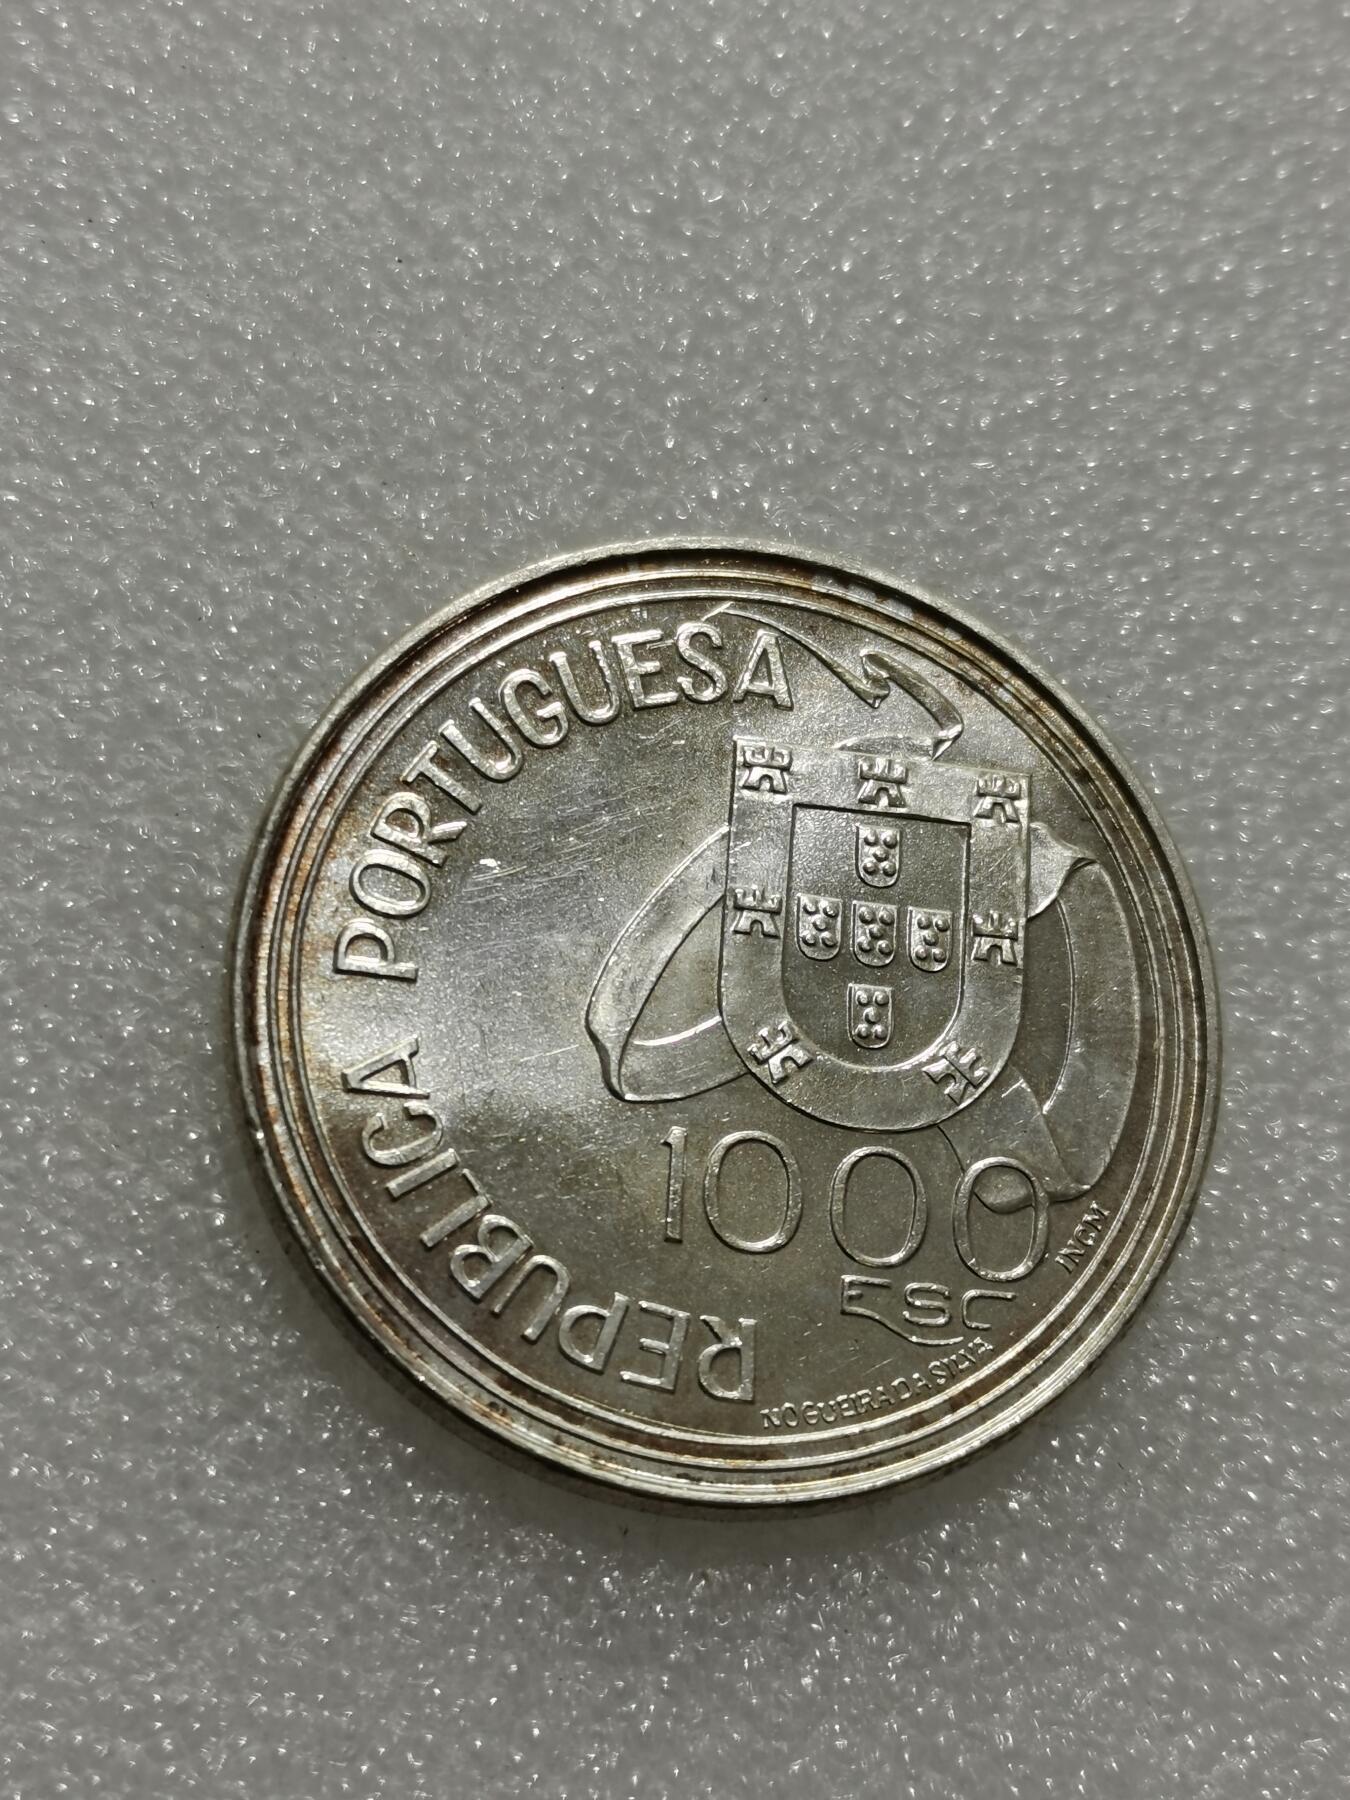 REPUBLICA PORTUGUESA
1000
ESC
NOGUEIRA DA SILVA
INCM